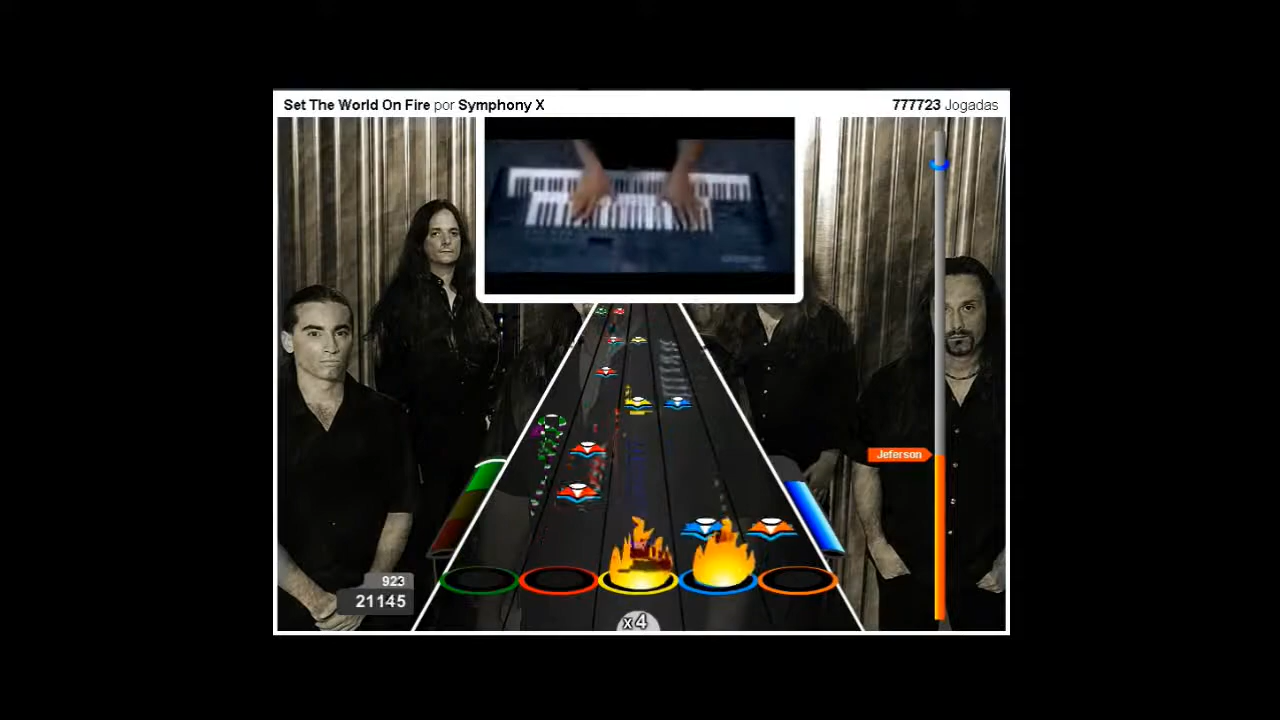 Set The World On Fire por Symphony X
777723 Jogadas
Jeferson
923
21145
x4